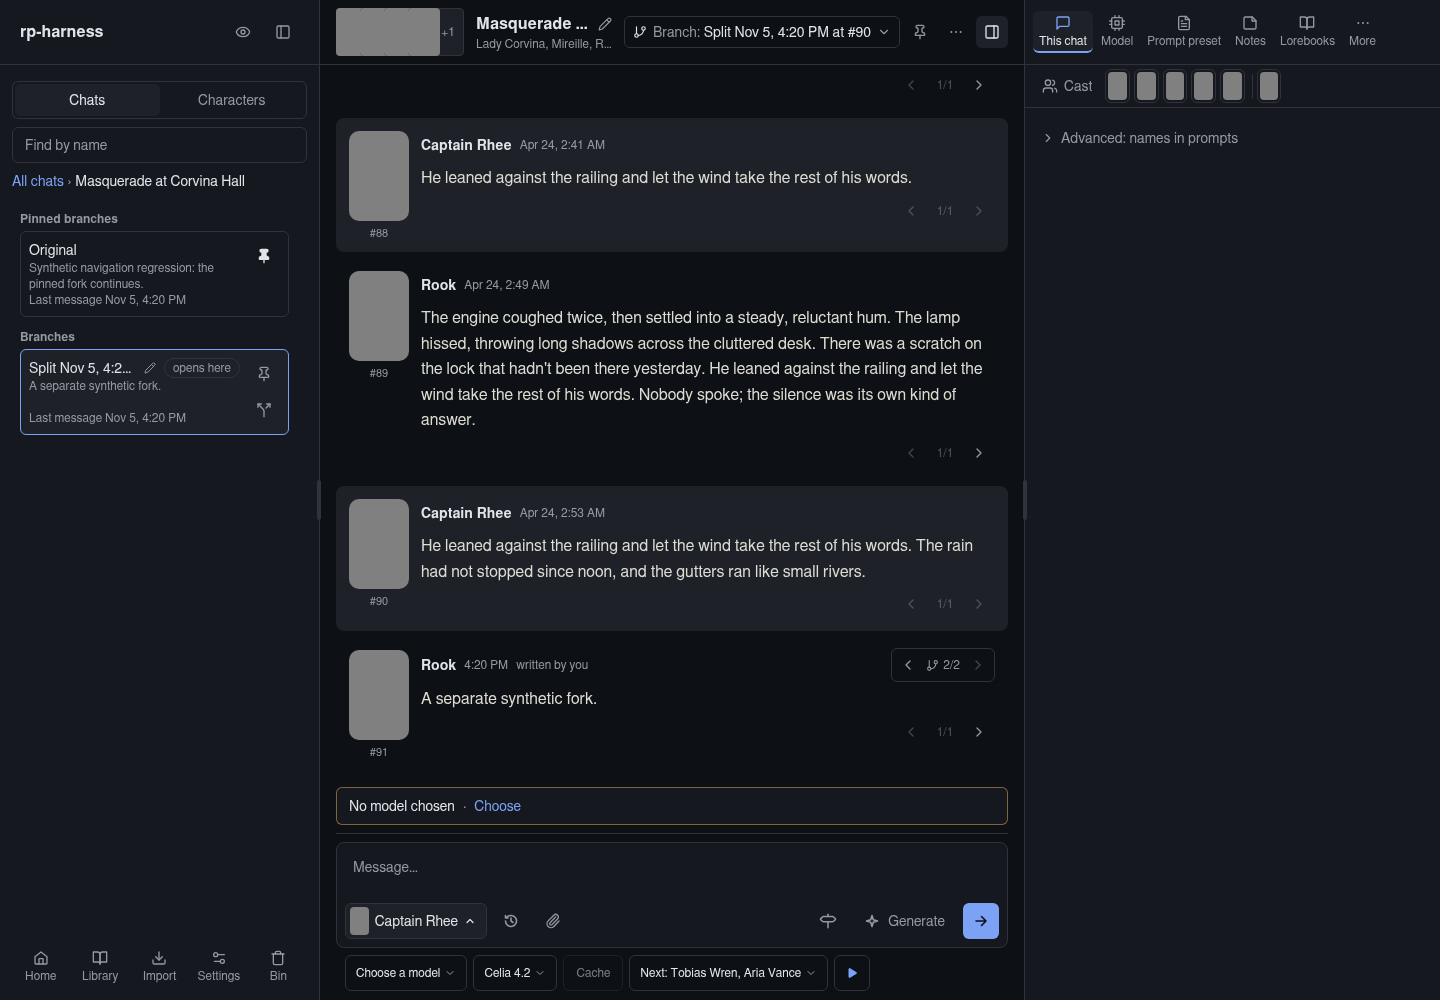 rp-harness
Chats
Characters
Find by name
All chats › Masquerade at Corvina Hall
Pinned branches
Original
Synthetic navigation regression: the
pinned fork continues.
Last message Nov 5, 4:20 PM
Branches
Split Nov 5, 4:2...
opens here
A separate synthetic fork.
Last message Nov 5, 4:20 PM
Home
Library
Import
Settings
Bin
+1
Masquerade ...
Lady Corvina, Mireille, R...
Branch: Split Nov 5, 4:20 PM at #90
1/1
Captain Rhee Apr 24, 2:41 AM
He leaned against the railing and let the wind take the rest of his words.
1/1
#88
Rook Apr 24, 2:49 AM
The engine coughed twice, then settled into a steady, reluctant hum. The lamp
hissed, throwing long shadows across the cluttered desk. There was a scratch on
the lock that hadn't been there yesterday. He leaned against the railing and let the
wind take the rest of his words. Nobody spoke; the silence was its own kind of
answer.
#89
1/1
Captain Rhee Apr 24, 2:53 AM
He leaned against the railing and let the wind take the rest of his words. The rain
had not stopped since noon, and the gutters ran like small rivers.
#90
1/1
Rook 4:20 PM written by you
2/2
A separate synthetic fork.
1/1
#91
No model chosen · Choose
Message...
Captain Rhee
Generate
Choose a model
Celia 4.2
Cache
Next: Tobias Wren, Aria Vance
This chat
Model
Prompt preset
Notes
Lorebooks
More
Cast
Advanced: names in prompts